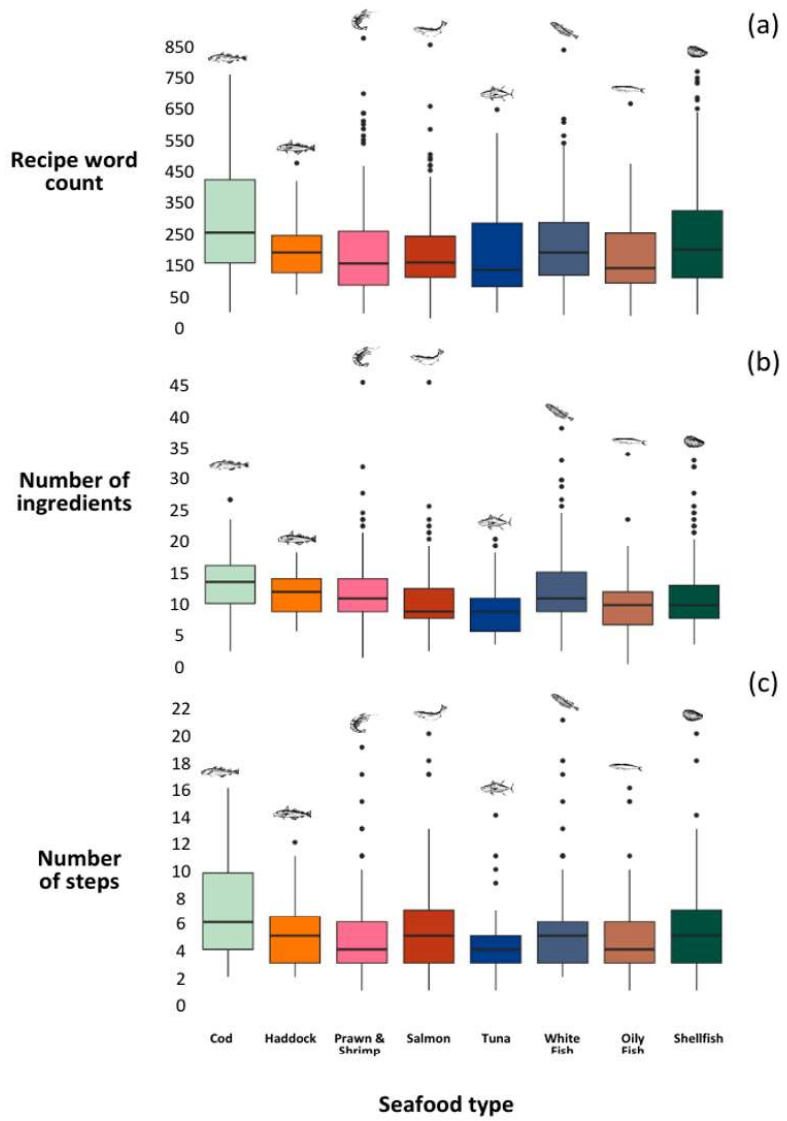 (a)
850
750
650
550
450
350
250
150
50
0
Recipe word
count
(b)
45
40
35
30
25
20
15
10
5
0
Number of
ingredients
(c)
22
20
18
16
14
12
10
8
6
4
2
0
Number
of steps
Cod Haddock Prawn & Salmon Tuna White Oily Shellfish
Shrimp Fish Fish
Seafood type